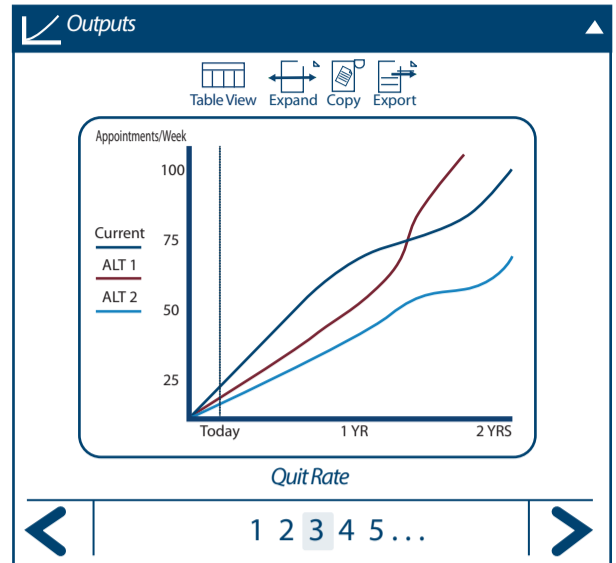 Outputs
Table View Expand Copy Export
Appointments/Week
100
Current
75
ALT 1
ALT 2
50
25
Today 1 YR 2 YRS
Quit Rate
1 2 3 4 5...